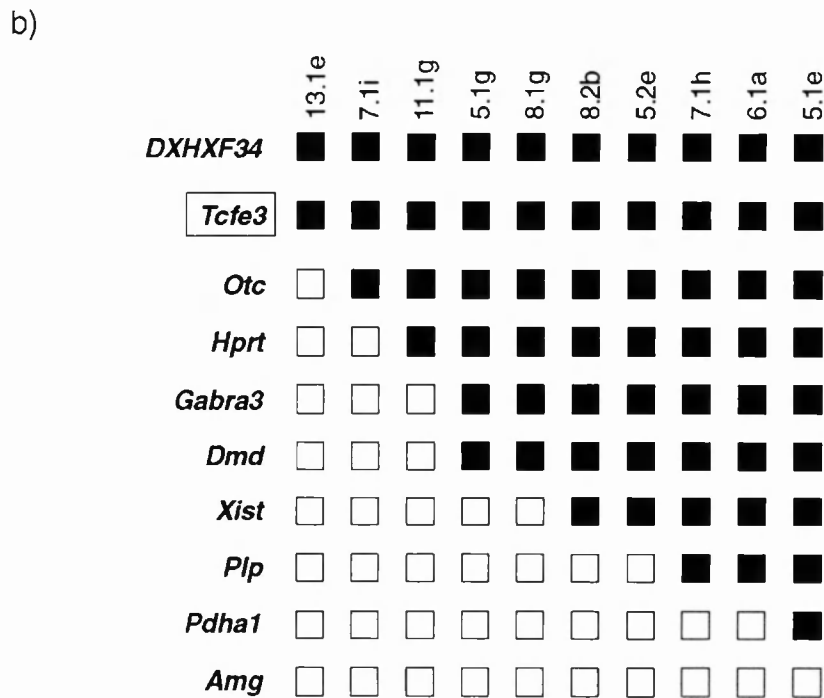 b)
13.1e 7.1i 11.1g 5.1g 8.1g 8.2b 5.2e 7.1h 6.1a 5.1e
DXHXF34
Tcfe3
Otc
Hprt
Gabra3
Dmd
Xist
Plp
Pdha1
Amg